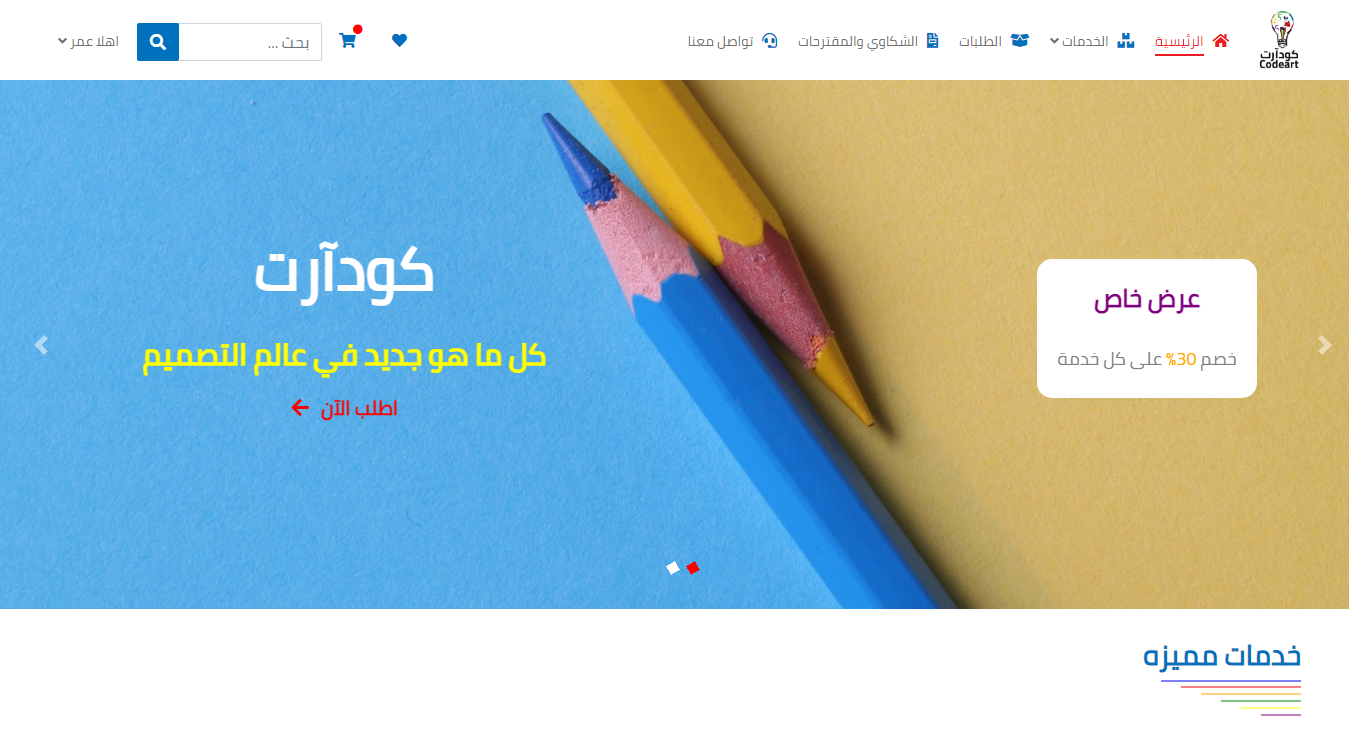 كودآرت
Codeart
الرئيسية
الخدمات
الطلبات
الشكاوي والمقترحات
تواصل معنا
بحث ...
اهلا عمر
كودآرت
كل ما هو جديد في عالم التصميم
اطلب الآن
عرض خاص
خصم 30% على كل خدمة
خدمات مميزه